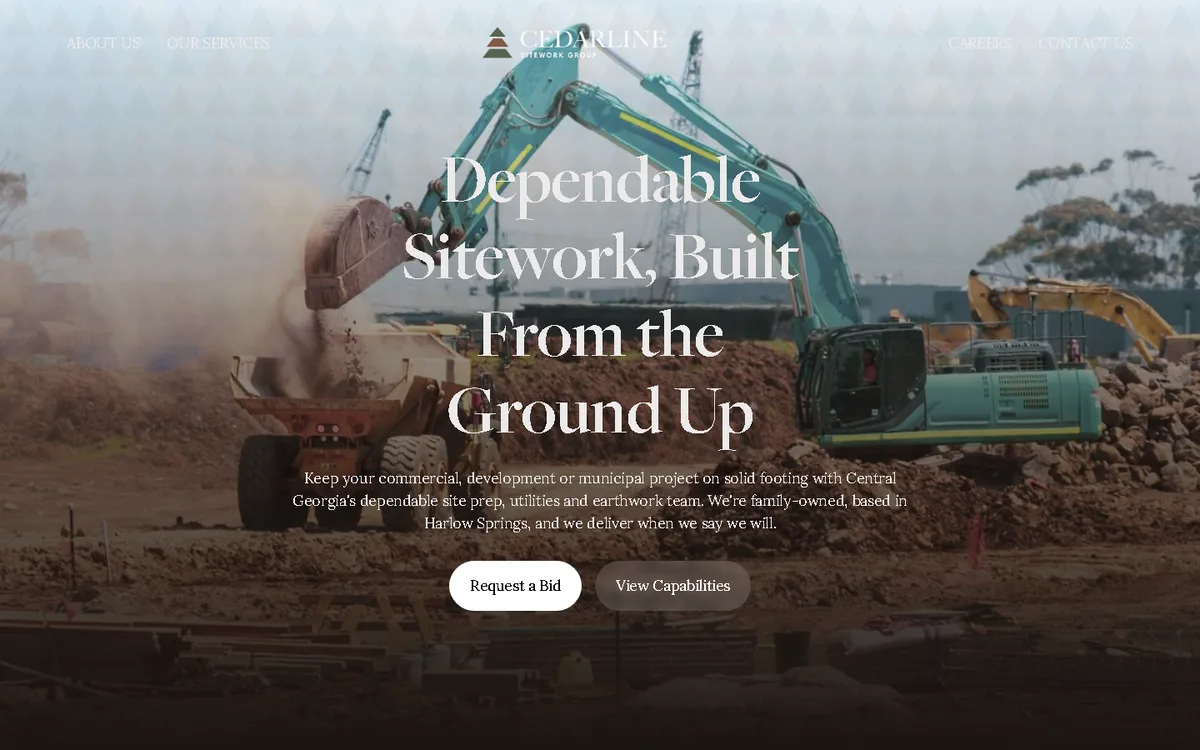 ABOUT US
OUR SERVICES
CEDARLINE
SITEWORK GROUP
CAREERS
CONTACT US
Dependable
Sitework, Built
From the
Ground Up
Keep your commercial, development or municipal project on solid footing with Central
Georgia's dependable site prep, utilities and earthwork team. We're family-owned, based in
Harlow Springs, and we deliver when we say we will.
Request a Bid
View Capabilities